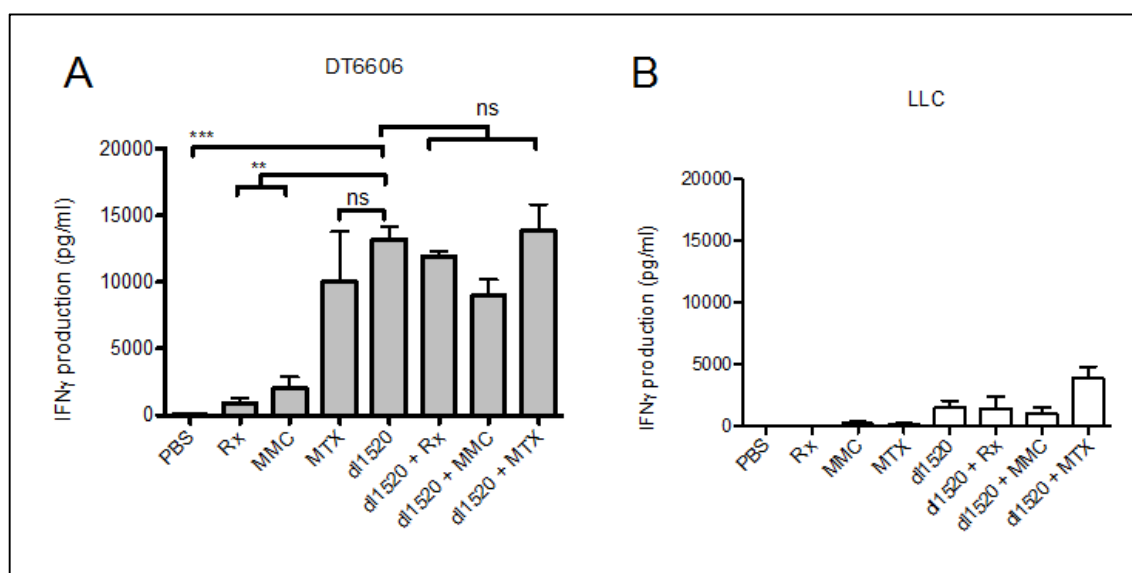 A
DT6606
ns
***
**
ns
20000
15000
10000
5000
0
IFNγ production (pg/ml)
PBS
Rx
MMC
MTX
dl1520
dl1520 + Rx
dl1520 + MMC
dl1520 + MTX
B
LLC
20000
15000
10000
5000
0
IFNγ production (pg/ml)
PBS
Rx
MMC
MTX
dl1520
dl1520 + Rx
dl1520 + MMC
dl1520 + MTX